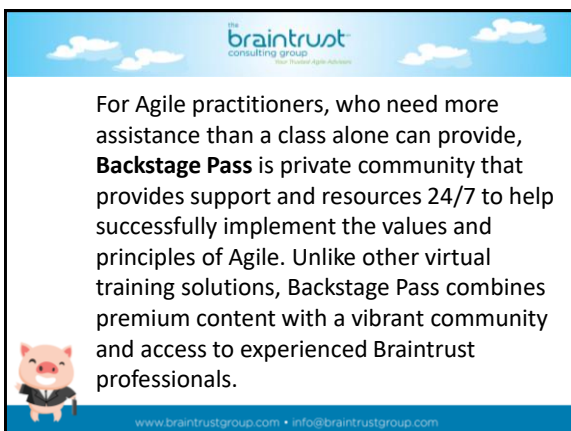 the
braintrust
consulting group
Your Trusted Agile Advisors
For Agile practitioners, who need more
assistance than a class alone can provide,
Backstage Pass is private community that
provides support and resources 24/7 to help
successfully implement the values and
principles of Agile. Unlike other virtual
training solutions, Backstage Pass combines
premium content with a vibrant community
and access to experienced Braintrust
professionals.
www.braintrustgroup.com • info@braintrustgroup.com